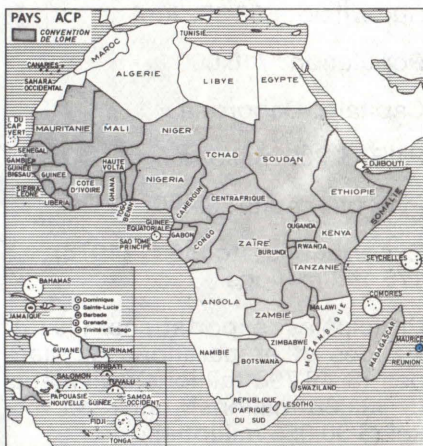 PAYS ACP
CONVENTION
DE LOME
MAROC
TUNISIE
CANARIES
ALGERIE
LIBYE
EGYPTE
SAHARA
OCCIDENTAL
I. DU
CAP
VERT
MAURITANIE
MALI
NIGER
TCHAD
SOUDAN
DJIBOUTI
SENEGAL
GAMBIE
GUINEE
BISSAU
GUINEE
SIERRA-
LEONE
LIBERIA
COTE
D'IVOIRE
HAUTE
VOLTA
GHANA
TOGO
BENIN
NIGERIA
CAMEROUN
CENTRAFRIQUE
ETHIOPIE
SOMALIE
GUINEE
EQUATORIALE
SAO TOME
PRINCIPE
GABON
CONGO
ZAÏRE
OUGANDA
KENYA
RWANDA
BURUNDI
TANZANIE
SEYCHELLES
COMORES
ANGOLA
ZAMBIE
MALAWI
MOZAMBIQUE
MADAGASCAR
MAURICE
REUNION
NAMIBIE
ZIMBABWE
BOTSWANA
SWAZILAND
LESOTHO
REPUBLIQUE
D'AFRIQUE
DU SUD
BAHAMAS
JAMAIQUE
Dominique
Sainte-Lucie
Barbade
Grenade
Trinité et Tobago
GUYANE
SURINAM
KIRIBATI
SALOMON
TUVALU
PAPOUASIE
NOUVELLE GUINEE
SAMOA
OCCIDENT.
FIDJI
TONGA